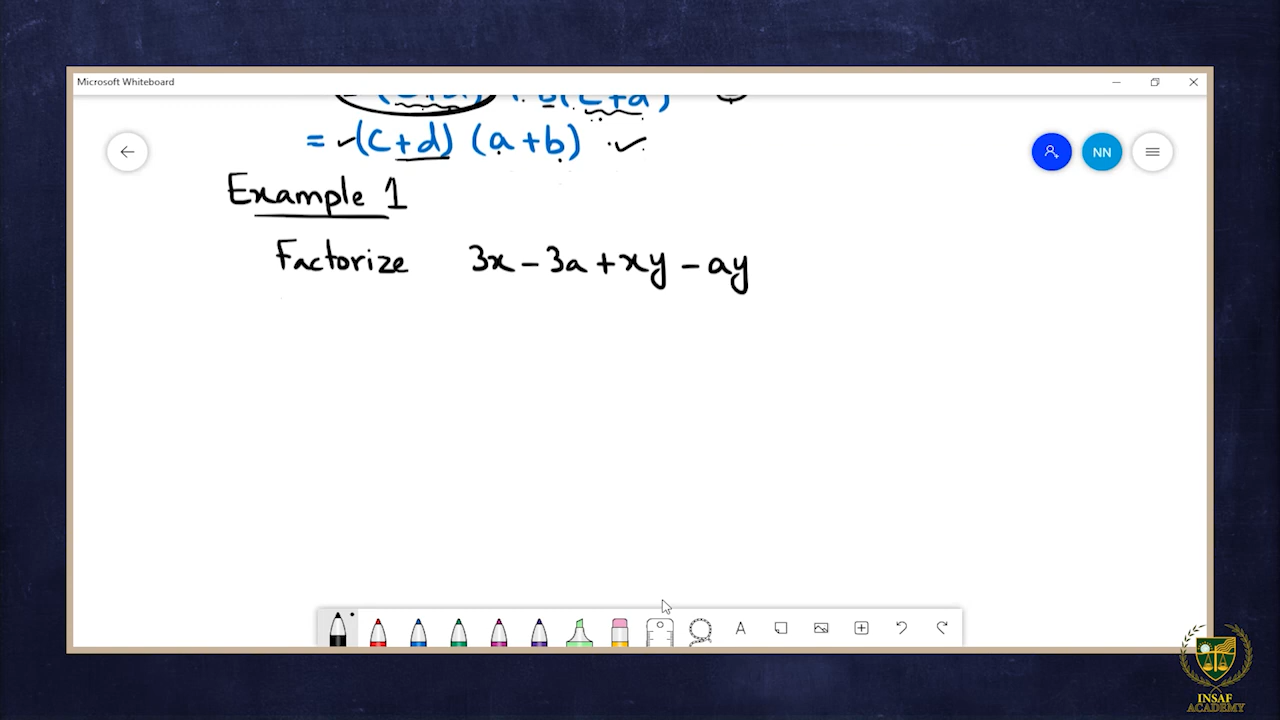 Microsoft Whiteboard
= (c+d) (a+b)
NN
Example 1
Factorize 3x - 3a + xy - ay
A
INSAF
ACADEMY